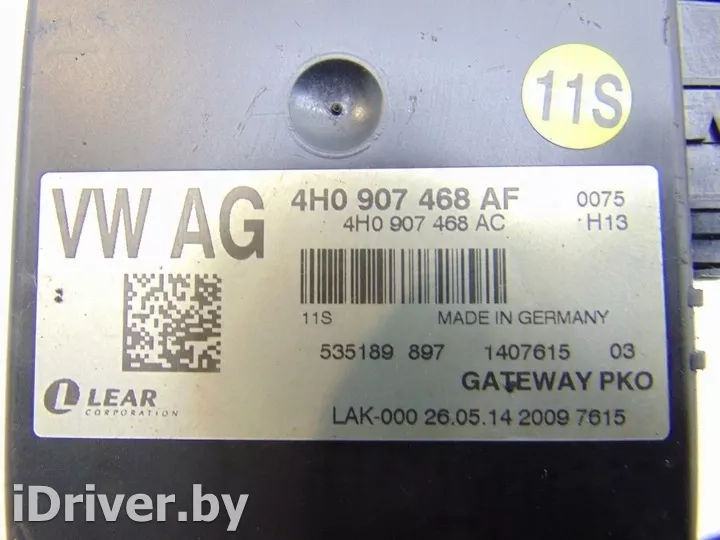 11S
VW AG
4H0 907 468 AF 0075
4H0 907 468 AC H13
11S MADE IN GERMANY
535189 897 1407615 03
GATEWAY PKO
LEAR
CORPORATION
LAK-000 26.05.14 2009 7615
iDriver.by